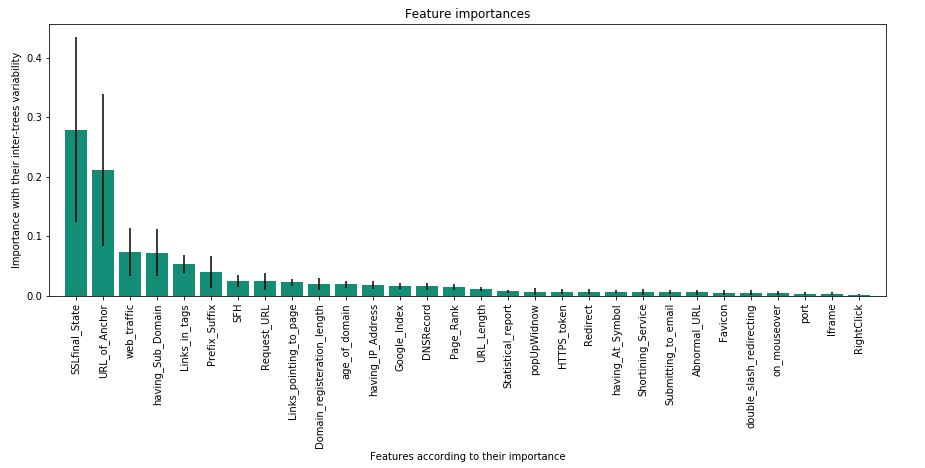 Feature importances
Importance with their inter-trees variability
0.4
0.3
0.2
0.1
0.0
SSLfinal_State
URL_of_Anchor
web_traffic
having_Sub_Domain
Links_in_tags
Prefix_Suffix
SFH
Request_URL
Links_pointing_to_page
Domain_registeration_length
age_of_domain
having_IP_Address
Google_Index
DNSRecord
Page_Rank
URL_Length
Statistical_report
popUpWidnow
HTTPS_token
Redirect
having_At_Symbol
Shortining_Service
Submitting_to_email
Abnormal_URL
Favicon
double_slash_redirecting
on_mouseover
port
Iframe
RightClick
Features according to their importance